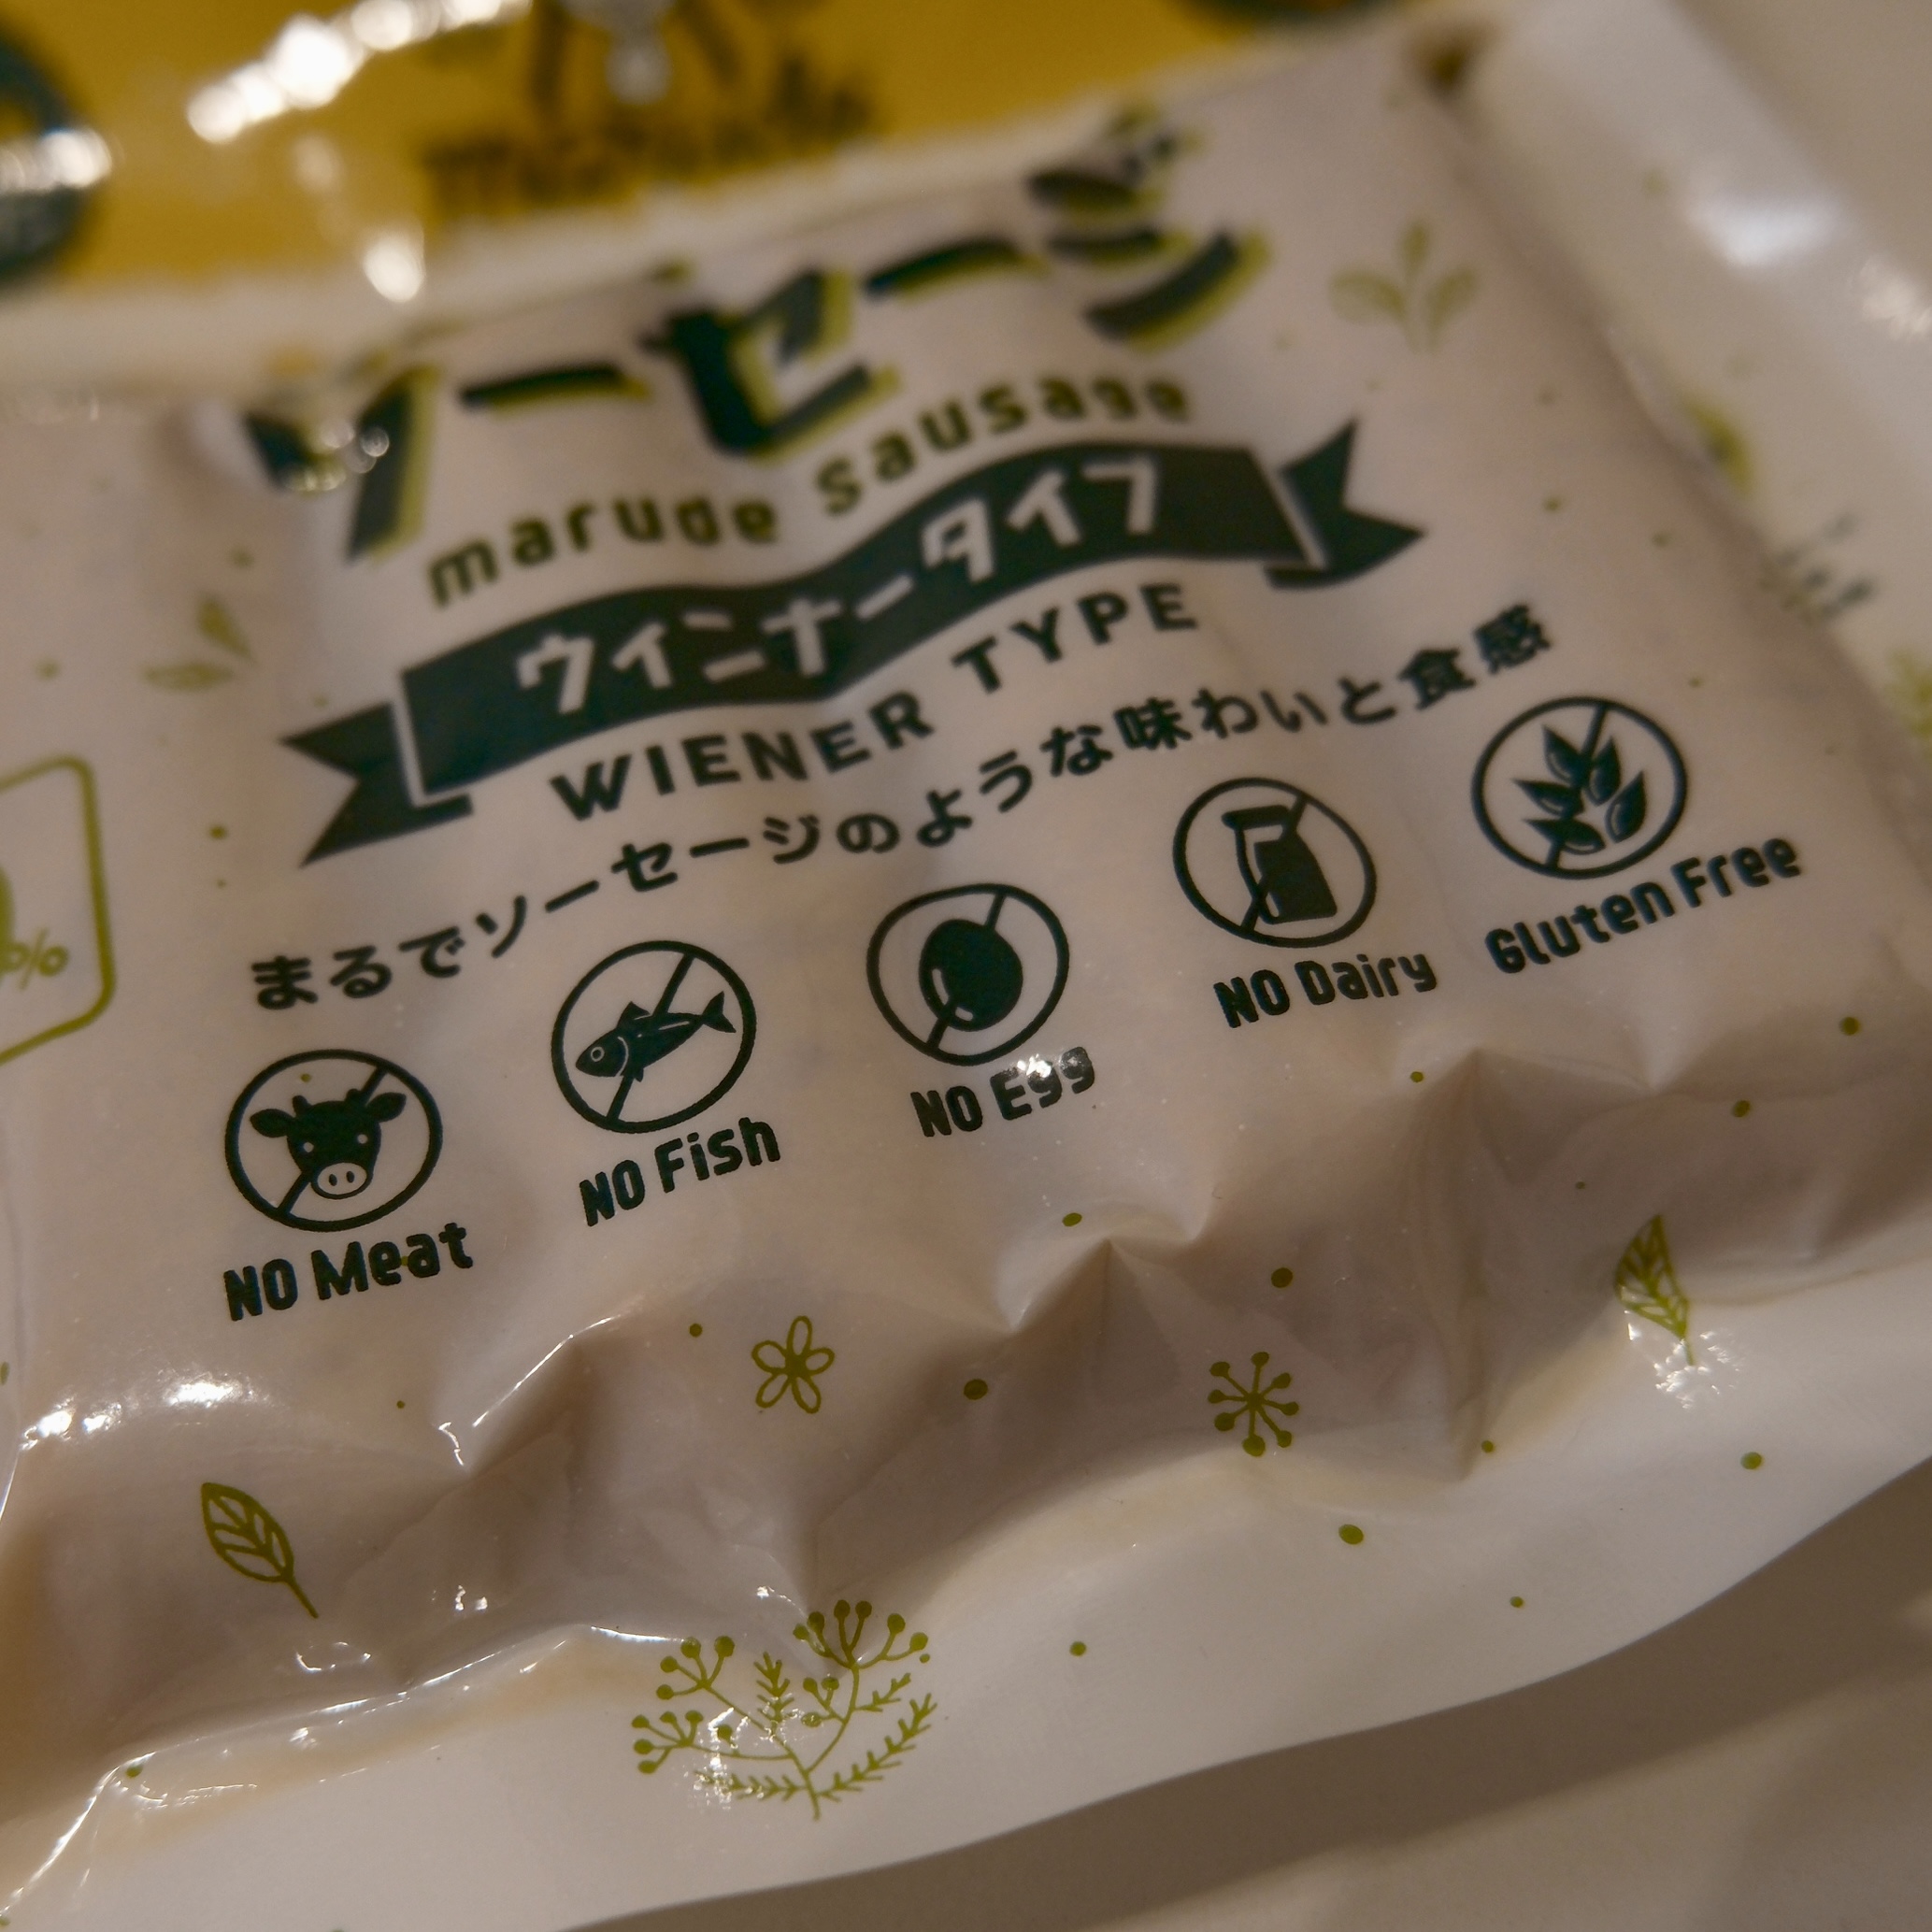 ソーセージ
marude sausage
ウィンナータイプ
WIENER TYPE
まるでソーセージのような味わいと食感
NO Meat
NO Fish
NO Egg
NO Dairy
Gluten Free
%